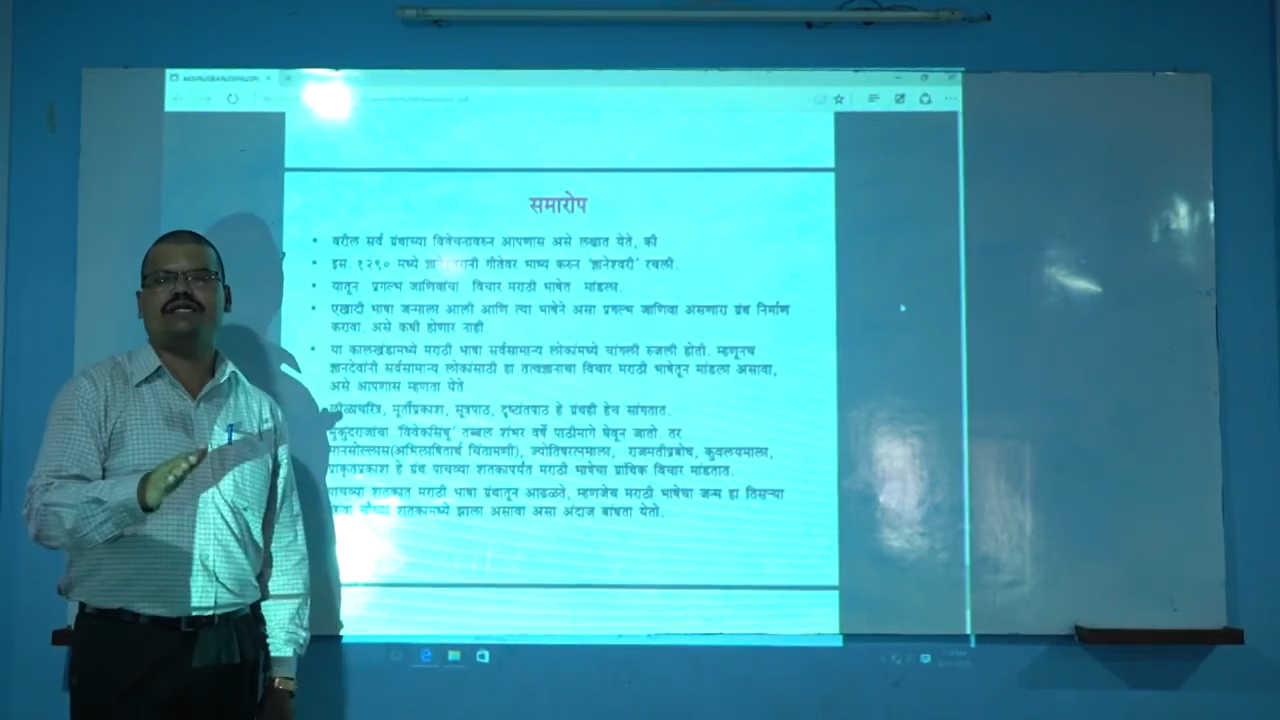 समारोप
• वरील सर्व ग्रंथाच्या विवेचनावरुन आपणास असे लक्षात येते, की
• इस. १२९० मध्ये गीतेवर भाष्य करुन 'ज्ञानेश्वरी' रचली.
• यातून प्रगल्भ जाणिवांचा विचार मराठी भाषेत मांडला.
• एखादी भाषा जन्माला आली आणि त्या भाषेने असा प्रगल्भ जाणिवा असणारा ग्रंथ निर्माण
करावा. असे कधी होणार नाही.
• या कालखंडामध्ये मराठी भाषा सर्वसामान्य लोकांमध्ये चांगली रुजली होती. म्हणूनच
ज्ञानदेवांनी सर्वसामान्य लोकांसाठी हा तत्वज्ञानाचा विचार मराठी भाषेतून मांडला असावा,
असे आपणास म्हणता येते
लीळाचरित्र, मूर्तीप्रकाश, सूत्रपाठ, दृष्टांतपाठ हे ग्रंथही हेच सांगतात.
मुकुंदराजांचा 'विवेकसिंधु' तब्बल शंभर वर्षे पाठीमागे घेवून जातो. तर
मानसोल्लास(अभिलाषितार्थ चिंतामणी), ज्योतिषरत्नमाला, राजमतीप्रबोध, कुवलयमाला,
प्राकृतप्रकाश हे ग्रंथ पाचव्या शतकापर्यंत मराठी भाषेचा प्रांचिक विचार मांडतात.
पाचव्या शतकात मराठी भाषा ग्रंथातून आढळते, म्हणजेच मराठी भाषेचा जन्म हा तिसऱ्या
शतकामध्ये झाला असावा असा अंदाज बांधता येतो.